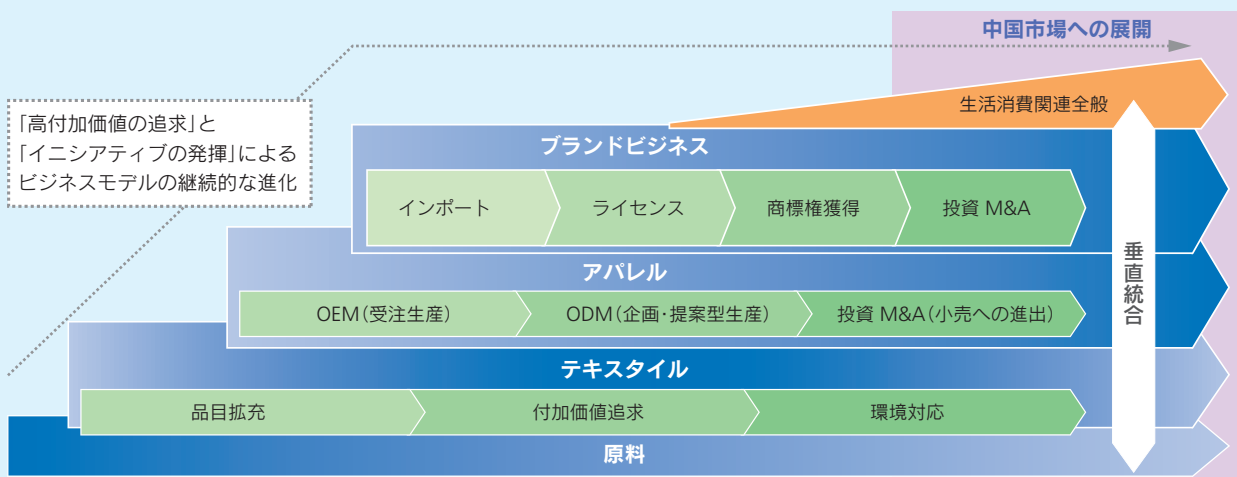 中国市場への展開
生活消費関連全般
「高付加価値の追求」と
「イニシアティブの発揮」による
ビジネスモデルの継続的な進化
ブランドビジネス
インポート
ライセンス
商標権獲得
投資 M&A
アパレル
OEM(受注生産)
ODM(企画・提案型生産)
投資 M&A(小売への進出)
テキスタイル
品目拡充
付加価値追求
環境対応
原料
垂直統合